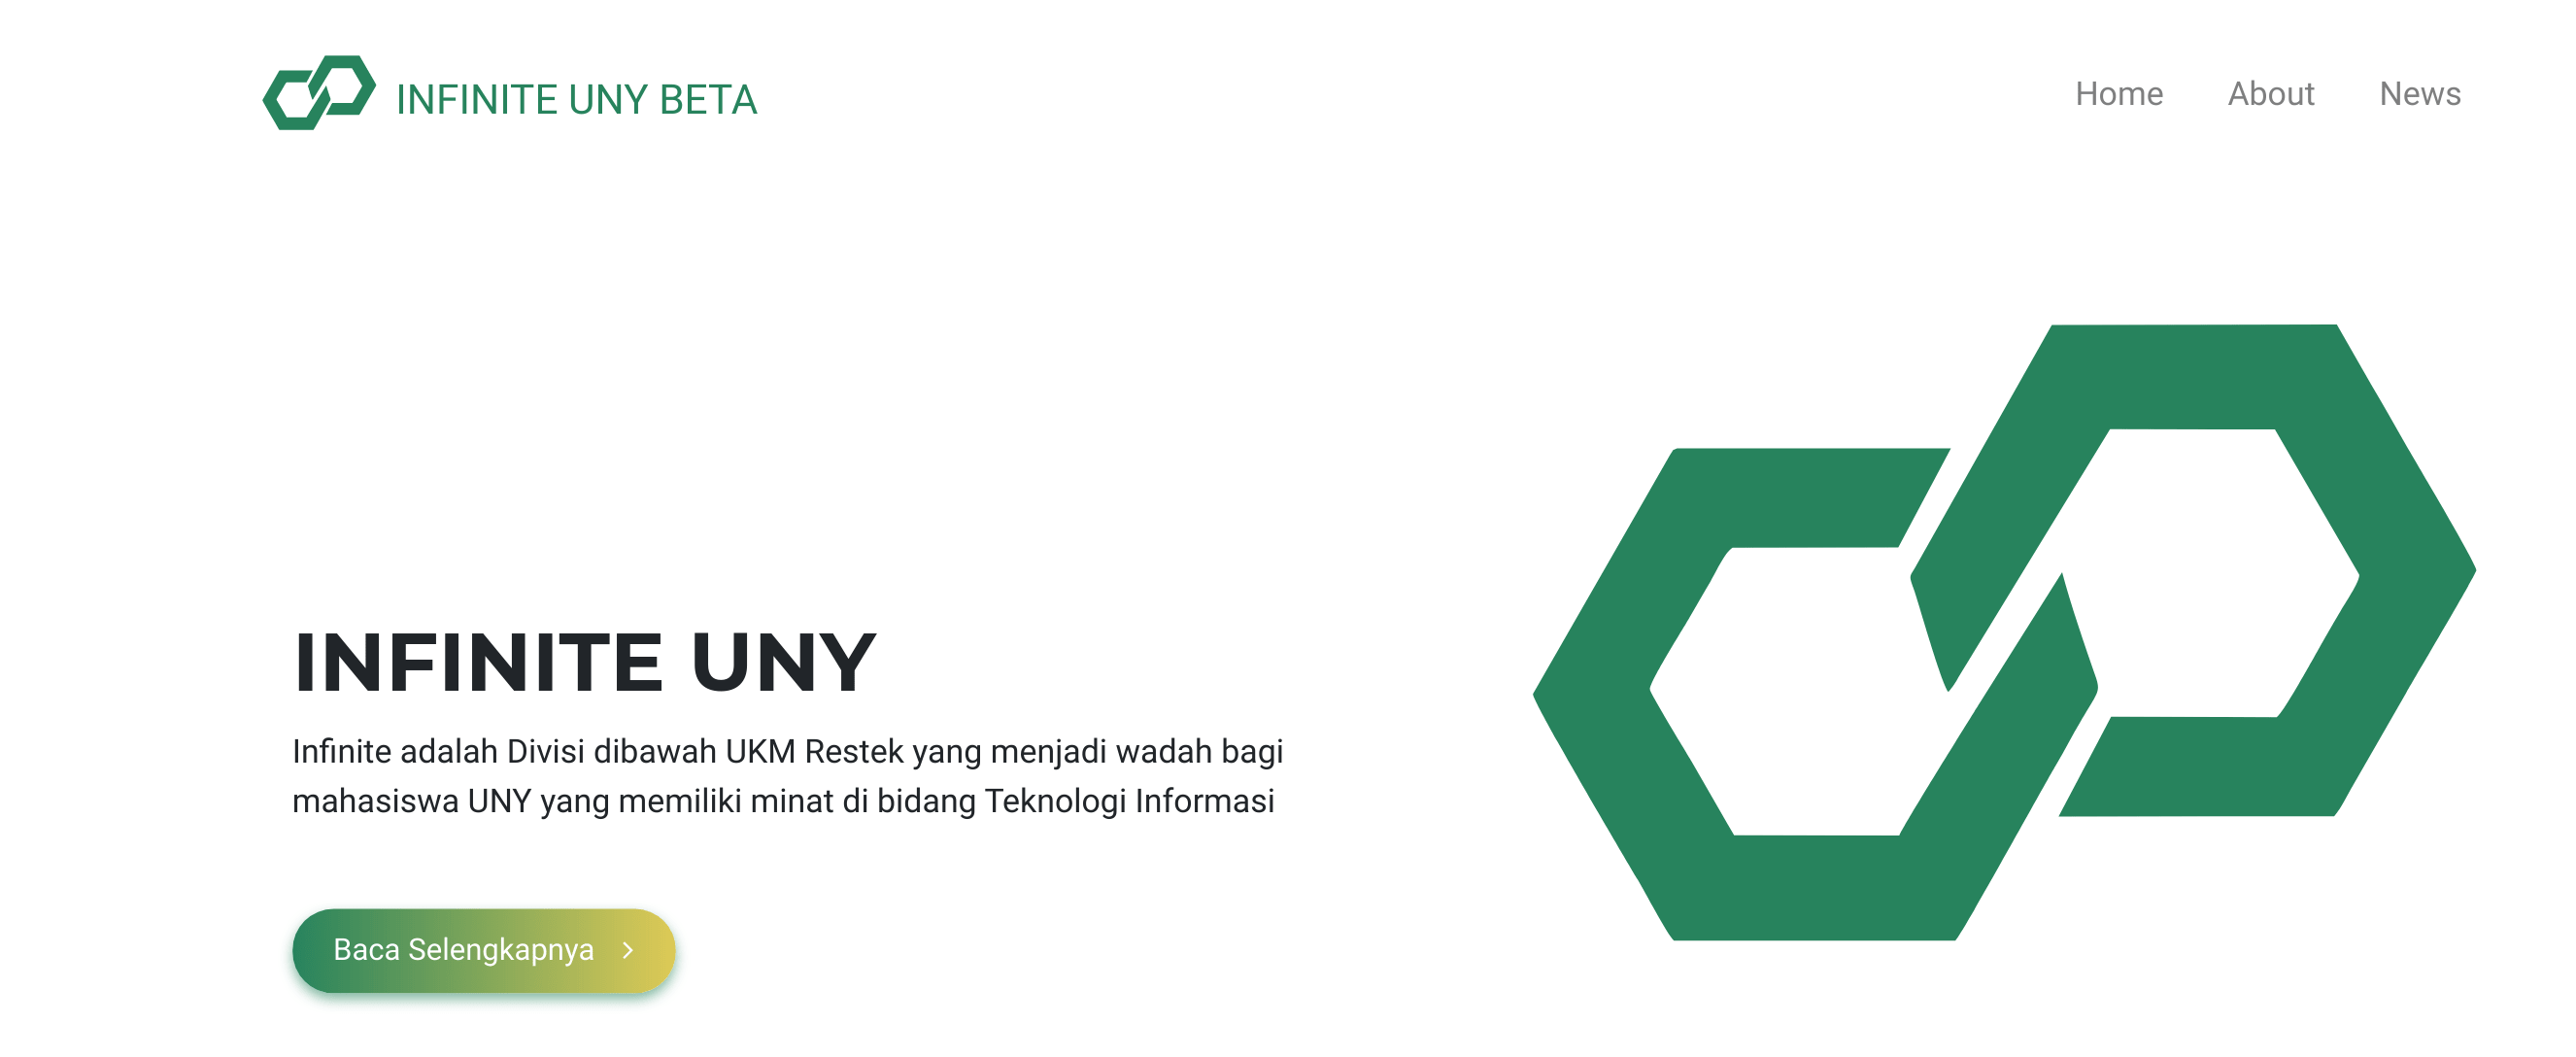 INFINITE UNY BETA
Home
About
News
INFINITE UNY
Infinite adalah Divisi dibawah UKM Restek yang menjadi wadah bagi
mahasiswa UNY yang memiliki minat di bidang Teknologi Informasi
Baca Selengkapnya